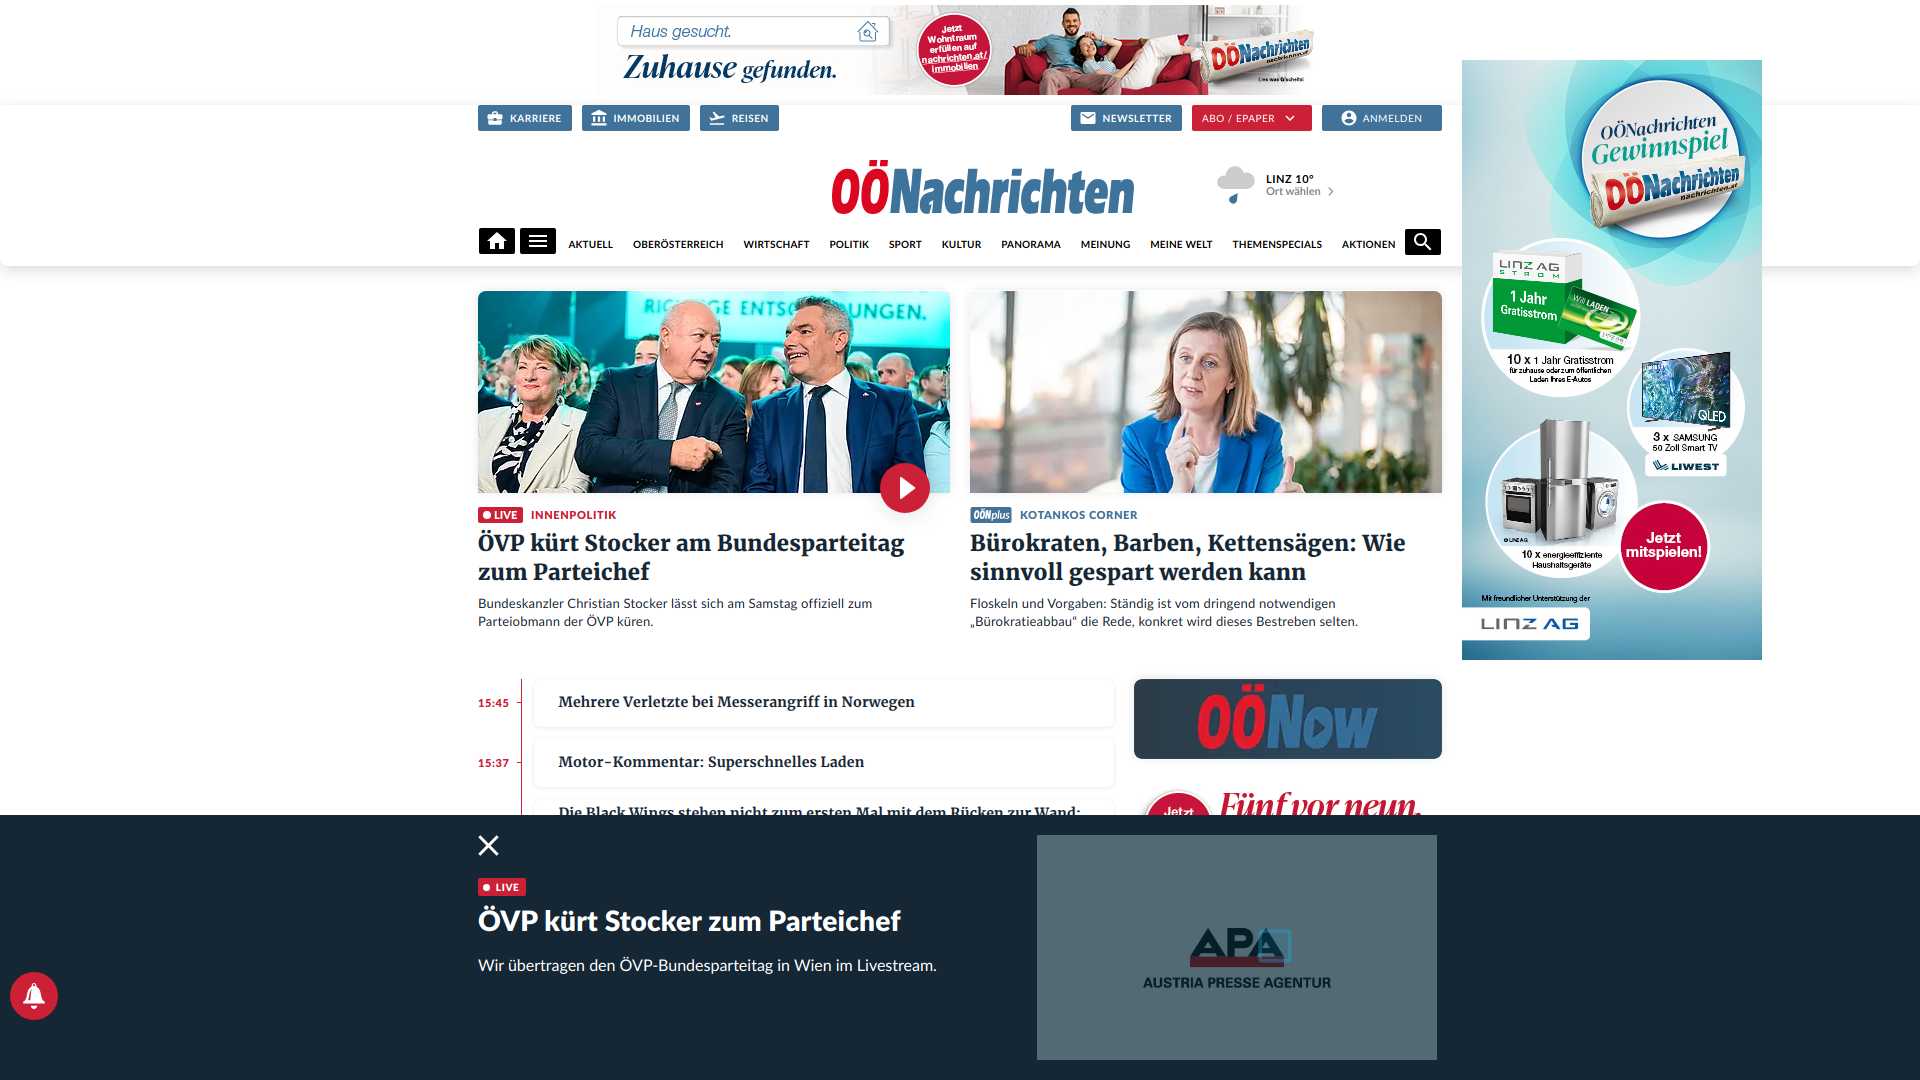 Haus gesucht.
Zuhause gefunden.
Jetzt
Wohntraum
erfüllen auf
nachrichten.at/
immobilien
OÖNachrichten
Lies was G'scheits!
KARRIERE
IMMOBILIEN
REISEN
NEWSLETTER
ABO / EPAPER
ANMELDEN
OÖNachrichten
LINZ 10°
Ort wählen
AKTUELL
OBERÖSTERREICH
WIRTSCHAFT
POLITIK
SPORT
KULTUR
PANORAMA
MEINUNG
MEINE WELT
THEMENSPECIALS
AKTIONEN
OÖNachrichten
Gewinnspiel
OÖNachrichten
nachrichten.at
LINZ AG
STROM
1 Jahr
Gratisstrom
Will LADEN
10 x 1 Jahr Gratisstrom
für zuhause oder zum öffentlichen
Laden Ihres E-Autos
QLED
3 x SAMSUNG
50 Zoll Smart TV
LIWEST
©LINZ AG
10 x energieeffiziente
Haushaltsgeräte
Jetzt
mitspielen!
Mit freundlicher Unterstützung der
LINZ AG
LIVE INNENPOLITIK
ÖVP kürt Stocker am Bundesparteitag
zum Parteichef
Bundeskanzler Christian Stocker lässt sich am Samstag offiziell zum
Parteiobmann der ÖVP küren.
OÖNplus KOTANKOS CORNER
Bürokraten, Barben, Kettensägen: Wie
sinnvoll gespart werden kann
Floskeln und Vorgaben: Ständig ist vom dringend notwendigen
„Bürokratieabbau“ die Rede, konkret wird dieses Bestreben selten.
15:45 Mehrere Verletzte bei Messerangriff in Norwegen
15:37 Motor-Kommentar: Superschnelles Laden
Die Black Wings stehen nicht zum ersten Mal mit dem Rücken zur Wand:
OÖNow
Jetzt
Fünf vor neun.
LIVE
ÖVP kürt Stocker zum Parteichef
Wir übertragen den ÖVP-Bundesparteitag in Wien im Livestream.
APA
AUSTRIA PRESSE AGENTUR